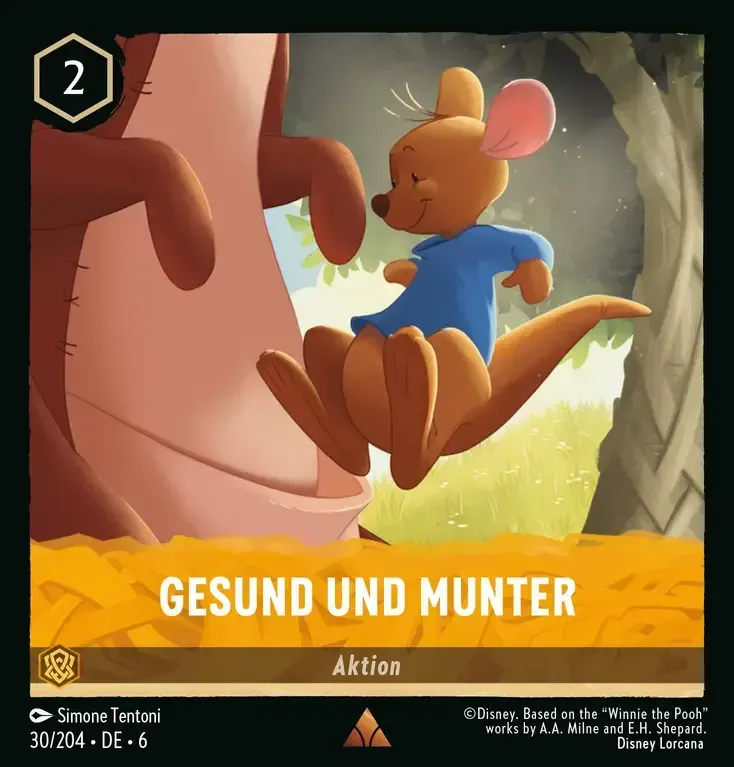 2
GESUND UND MUNTER
Aktion
Simone Tentoni
30/204 • DE • 6
©Disney. Based on the “Winnie the Pooh”
works by A.A. Milne and E.H. Shepard.
Disney Lorcana